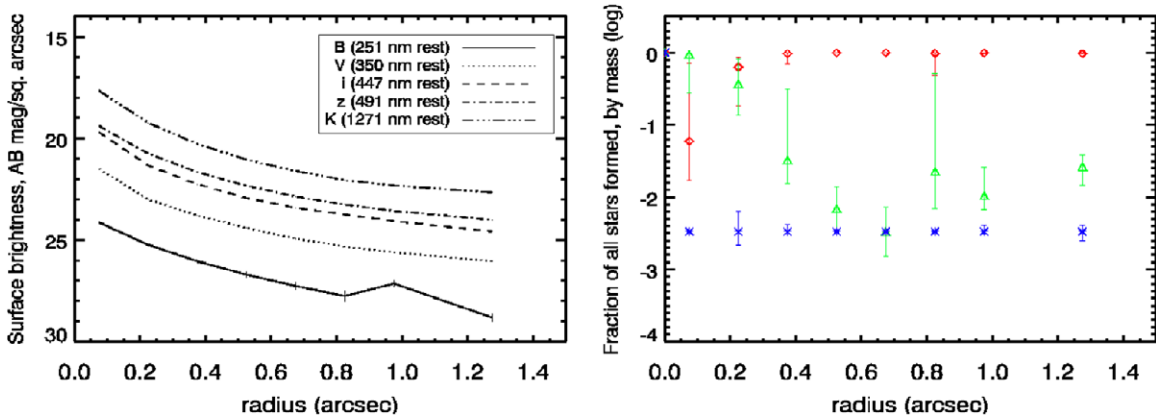 Surface brightness, AB mag/sq. arcsec
15
20
25
30
B (251 nm rest)
V (350 nm rest)
i (447 nm rest)
z (491 nm rest)
K (1271 nm rest)
0.0 0.2 0.4 0.6 0.8 1.0 1.2 1.4
radius (arcsec)
Fraction of all stars formed, by mass (log)
0
-1
-2
-3
-4
0.0 0.2 0.4 0.6 0.8 1.0 1.2 1.4
radius (arcsec)